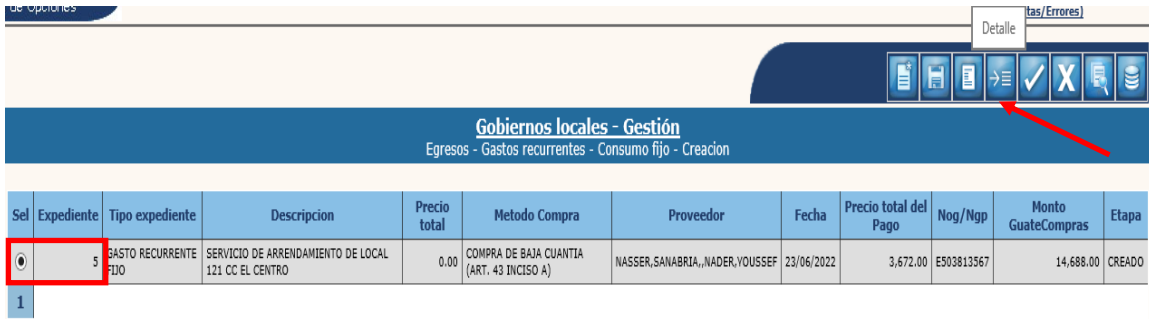 de Opciones
tas/Errores)
Detalle
Gobiernos locales - Gestión
Egresos - Gastos recurrentes - Consumo fijo - Creacion
Sel Expediente Tipo expediente Descripcion Precio total Metodo Compra Proveedor Fecha Precio total del Pago Nog/Ngp Monto GuateCompras Etapa
5 GASTO RECURRENTE FIJO SERVICIO DE ARRENDAMIENTO DE LOCAL 121 CC EL CENTRO 0.00 COMPRA DE BAJA CUANTIA (ART. 43 INCISO A) NASSER,SANABRIA,,NADER,YOUSSEF 23/06/2022 3,672.00 E503813567 14,688.00 CREADO
1